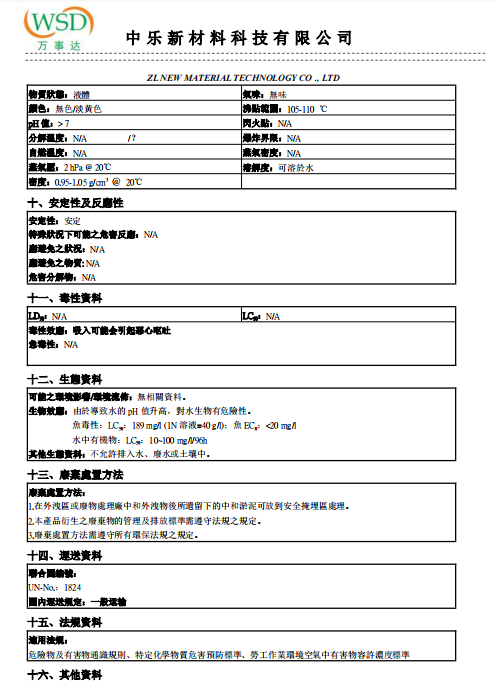 WSD
万事达
中乐新材料科技有限公司
ZL NEW MATERIAL TECHNOLOGY CO ., LTD
物質狀態：液體 氣味：無味
顏色：無色/淡黃色 沸點範圍：105-110 ℃
pH 值：> 7 閃火點：N/A
分解溫度：N/A /? 爆炸界限：N/A
自燃溫度：N/A 蒸氣密度：N/A
蒸氣壓：2 hPa @ 20℃ 溶解度：可溶於水
密度：0.95-1.05 g/cm³ @ 20℃
十、安定性及反應性
安定性：安定
特殊狀況下可能之危害反應：N/A
應避免之狀況：N/A
應避免之物質: N/A
危害分解物：N/A
十一、毒性資料
LD₅₀：N/A LC₅₀：N/A
毒性效應：吸入可能会引起恶心呕吐
急毒性：N/A
十二、生態資料
可能之環境影響/環境流佈：無相關資料。
生物效應：由於導致水的 pH 值升高，對水生物有危險性。
魚毒性：LC₅₀：189 mg/l (1N 溶液=40 g/l)；魚 EC₀：<20 mg/l
水中有機物：LC₅₀：10~100 mg/l/96h
其他生態資料：不允許排入水、廢水或土壤中。
十三、廢棄處置方法
廢棄處置方法：
1.在外洩區或廢物處理廠中和外洩物後所遺留下的中和淤泥可放到安全掩埋區處理。
2.本產品衍生之廢棄物的管理及排放標準需遵守法規之規定。
3.廢棄處置方法需遵守所有環保法規之規定。
十四、運送資料
聯合國編號：
UN-No.：1824
國內運送規定：一般运输
十五、法規資料
適用法規：
危險物及有害物通識規則、特定化學物質危害預防標準、勞工作業環境空氣中有害物容許濃度標準
十六、其他資料